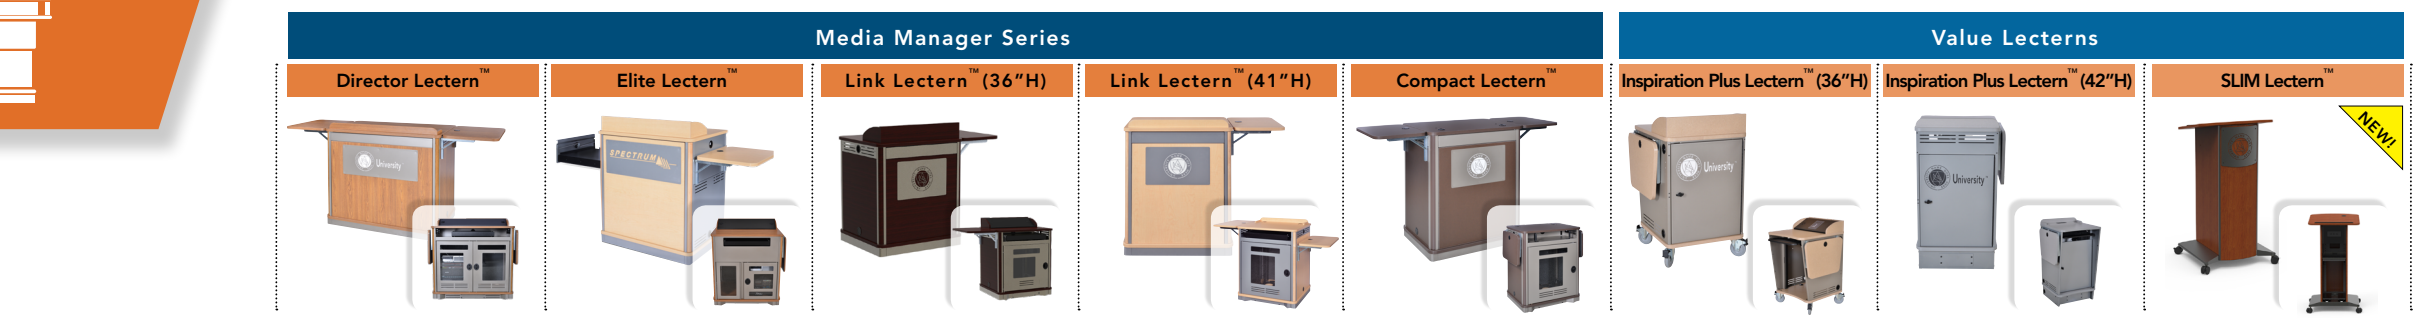 Media Manager Series
Value Lecterns
Director Lectern™
Elite Lectern™
Link Lectern™ (36”H)
Link Lectern™ (41”H)
Compact Lectern™
Inspiration Plus Lectern™ (36”H)
Inspiration Plus Lectern™ (42”H)
SLIM Lectern™
University
SPECTRUM
University
University
NEW!